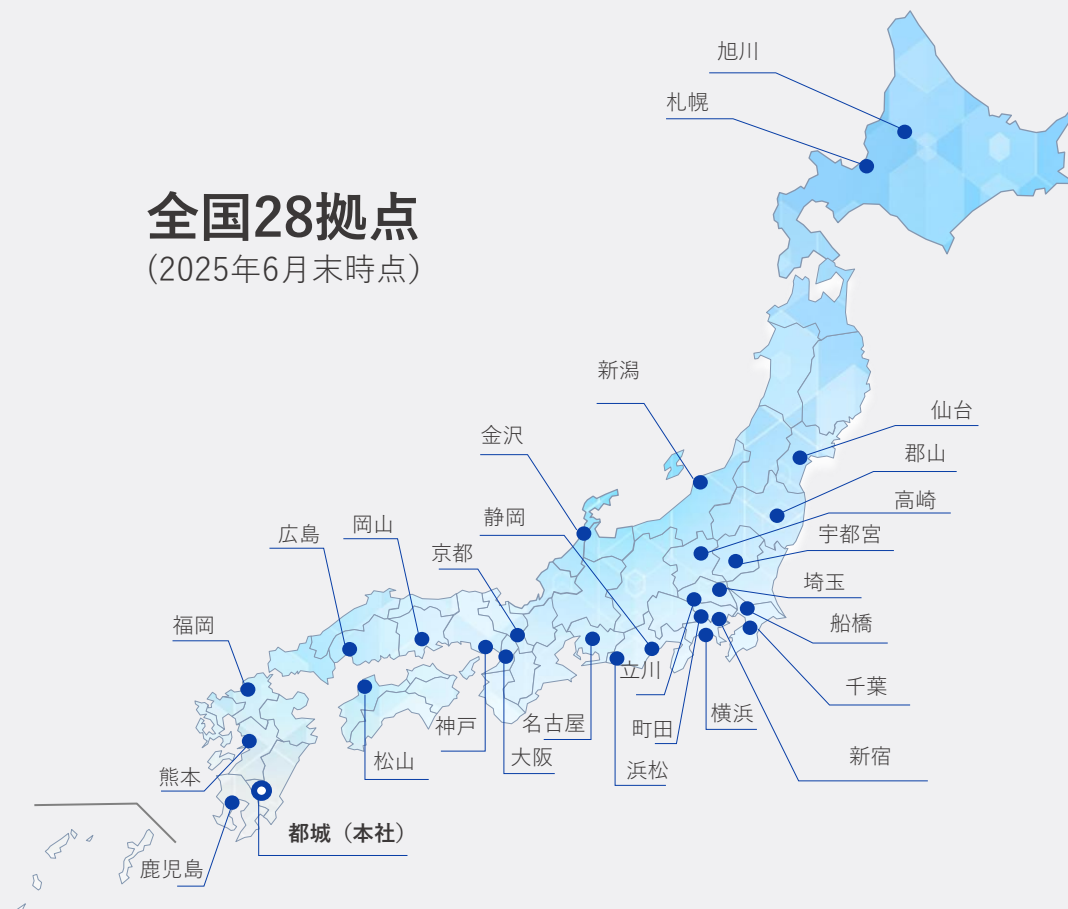 旭川
札幌
全国28拠点
(2025年6月末時点)
新潟
仙台
金沢
郡山
高崎
静岡
岡山
広島
宇都宮
京都
埼玉
福岡
船橋
立川
千葉
横浜
神戸
名古屋
町田
大阪
新宿
松山
浜松
熊本
都城（本社）
鹿児島